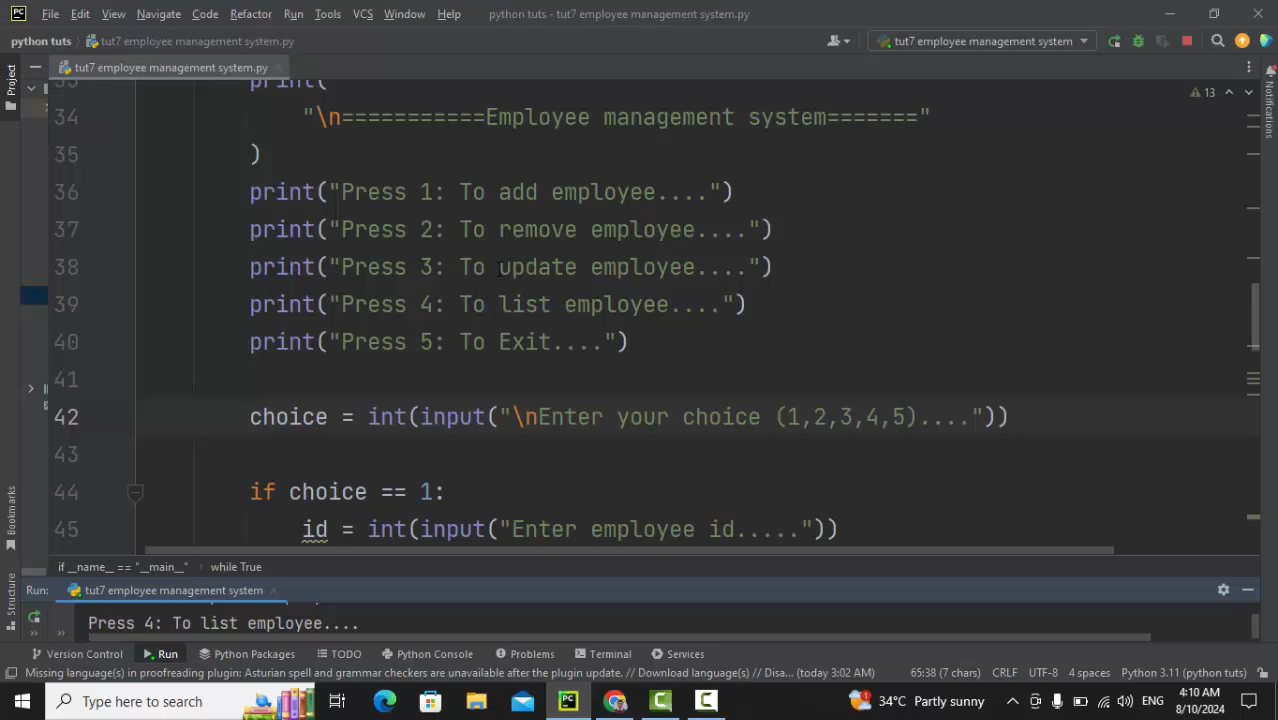 File Edit View Navigate Code Refactor Run Tools VCS Window Help python tuts - tut7 employee management system.py
python tuts tut7 employee management system.py tut7 employee management system
tut7 employee management system.py
Project
Notifications
13
33 print(
34 "\n===========Employee management system======="
35 )
36 print("Press 1: To add employee....")
37 print("Press 2: To remove employee....")
38 print("Press 3: To update employee....")
39 print("Press 4: To list employee....")
40 print("Press 5: To Exit....")
41
42 choice = int(input("\nEnter your choice (1,2,3,4,5)...."))
43
44 if choice == 1:
45 id = int(input("Enter employee id....."))
if __name__ == "__main__" while True
Bookmarks
Structure
Run: tut7 employee management system
Press 4: To list employee....
Version Control Run Python Packages TODO Python Console Problems Terminal Services
Missing language(s) in proofreading plugin: Asturian spell and grammar checkers are unavailable after the plugin update. // Download language(s) // Disa... (today 3:02 AM) 65:38 (7 chars) CRLF UTF-8 4 spaces Python 3.11 (python tuts)
Type here to search 34°C Partly sunny ENG 4:10 AM
8/10/2024